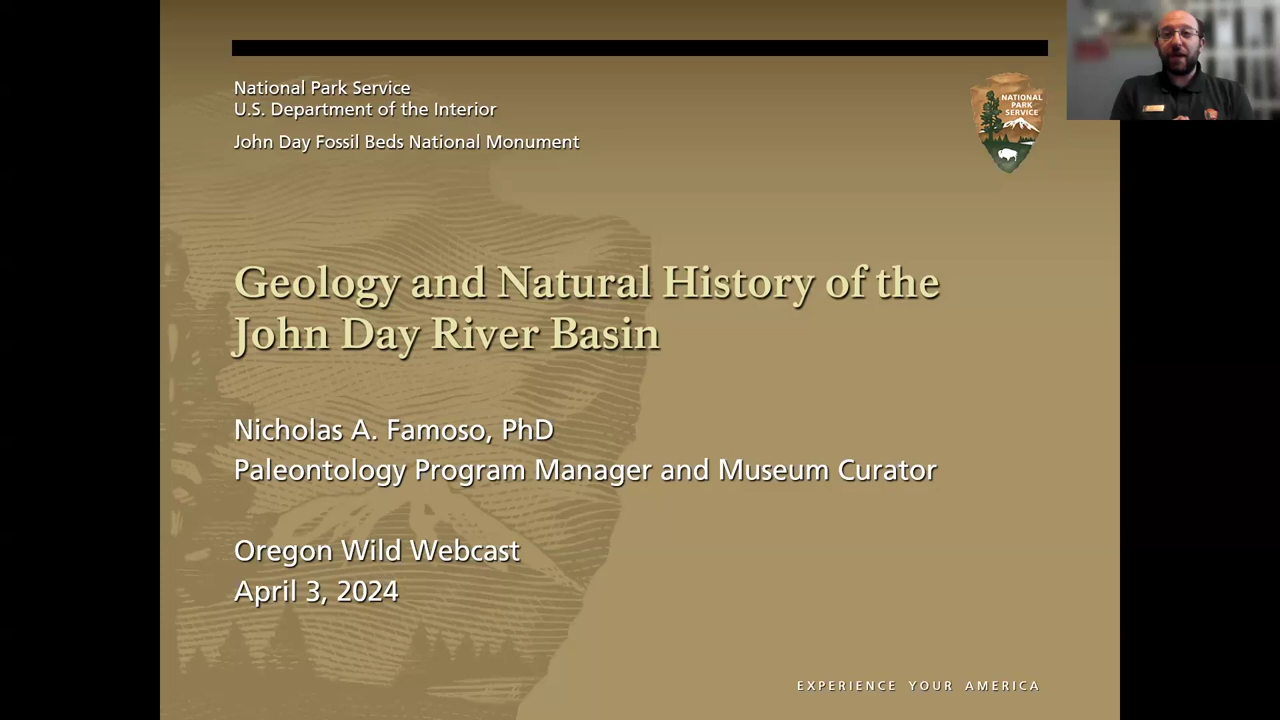 National Park Service
U.S. Department of the Interior
John Day Fossil Beds National Monument
NATIONAL
PARK
SERVICE
Geology and Natural History of the
John Day River Basin
Nicholas A. Famoso, PhD
Paleontology Program Manager and Museum Curator
Oregon Wild Webcast
April 3, 2024
EXPERIENCE YOUR AMERICA